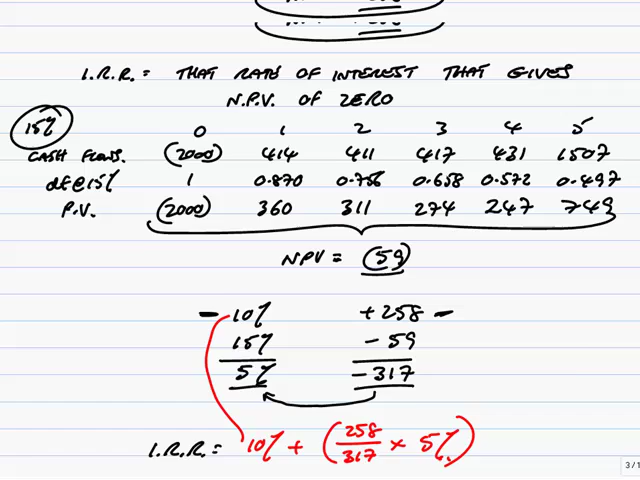 I.R.R. = THAT RATE OF INTEREST THAT GIVES
N.P.V. OF ZERO
15% 0 1 2 3 4 5
CASH FLOWS. (2000) 414 411 417 431 1507
DF@15% 1 0.870 0.756 0.658 0.572 0.497
P.V. (2000) 360 311 274 247 749
NPV = (59)
- 10% +258 -
15% - 59
5% - 317
I.R.R. = 10% + (258/317 × 5%)
3/1